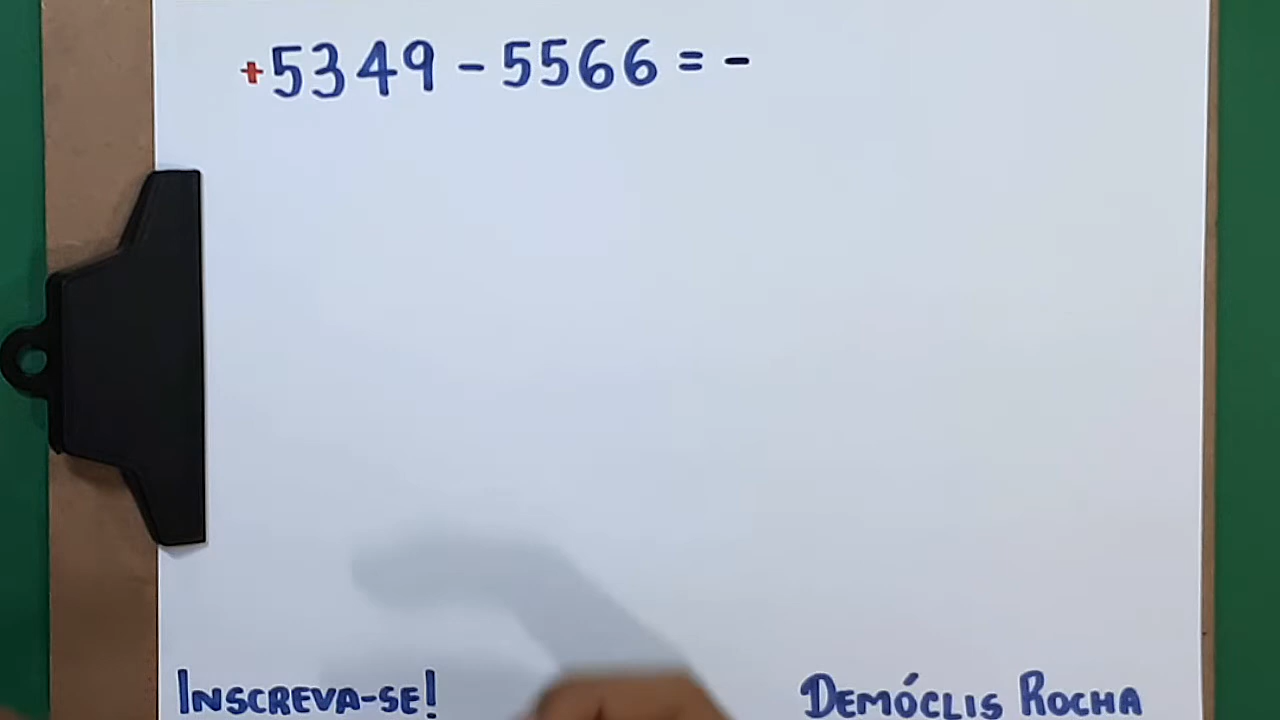 +5349 - 5566 = -
INSCREVA-SE!
DEMÓCLIS ROCHA